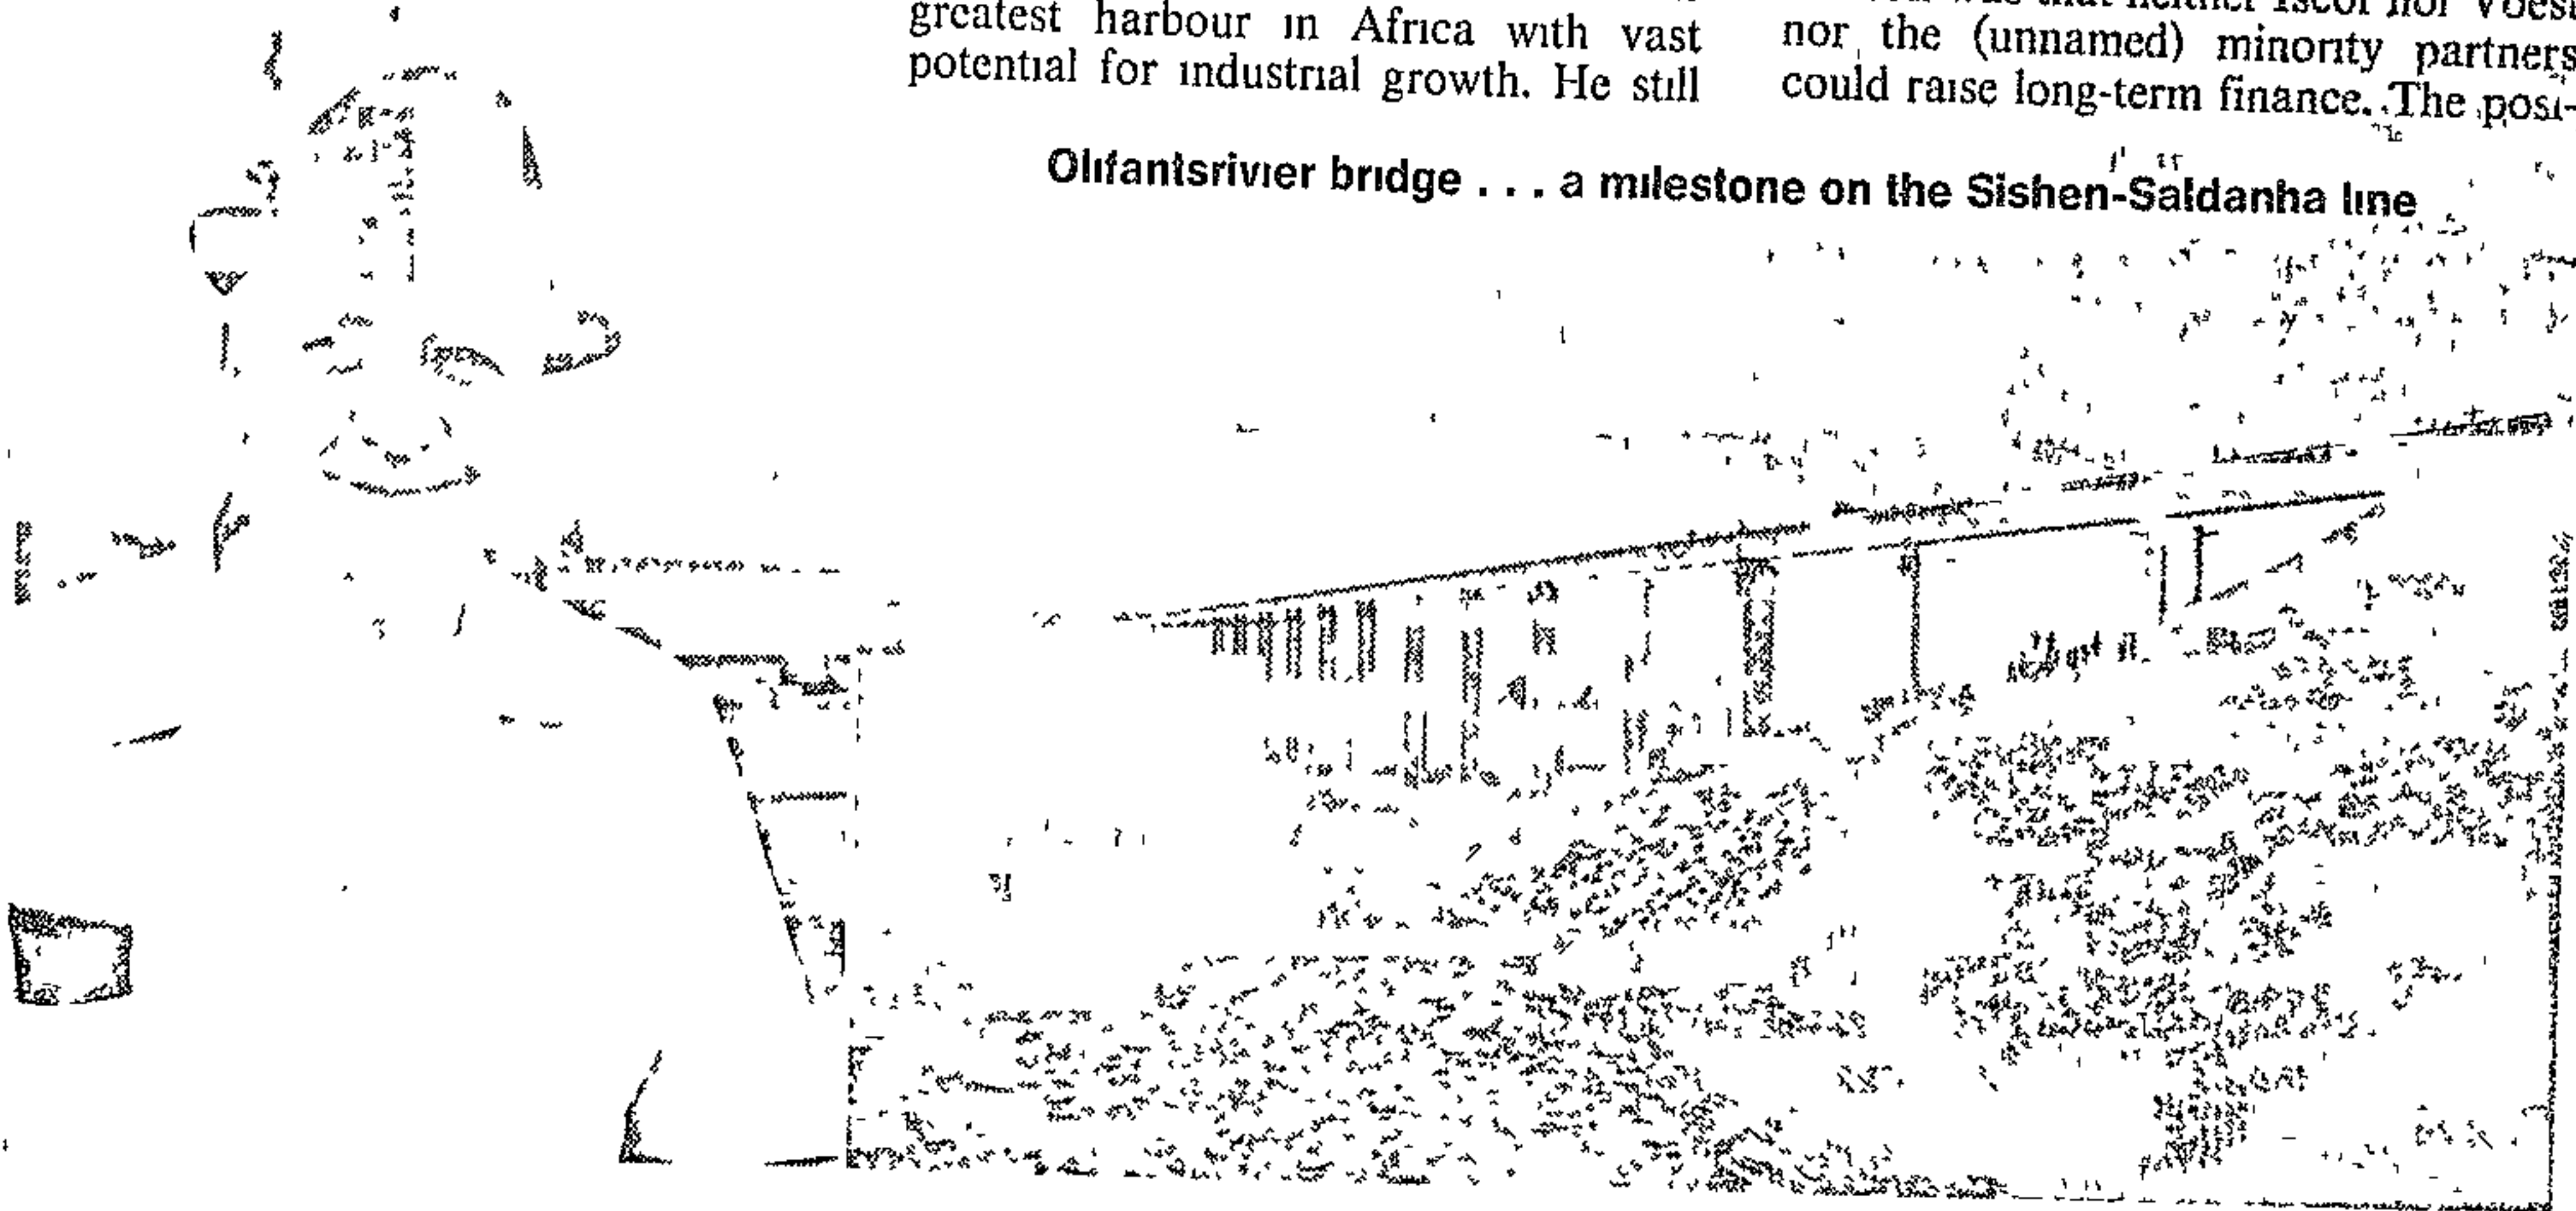 greatest harbour in Africa with vast
potential for industrial growth. He still
nor the (unnamed) minority partners
could raise long-term finance. The posi-
Olifantsrivier bridge . . . a milestone on the Sishen-Saldanha line